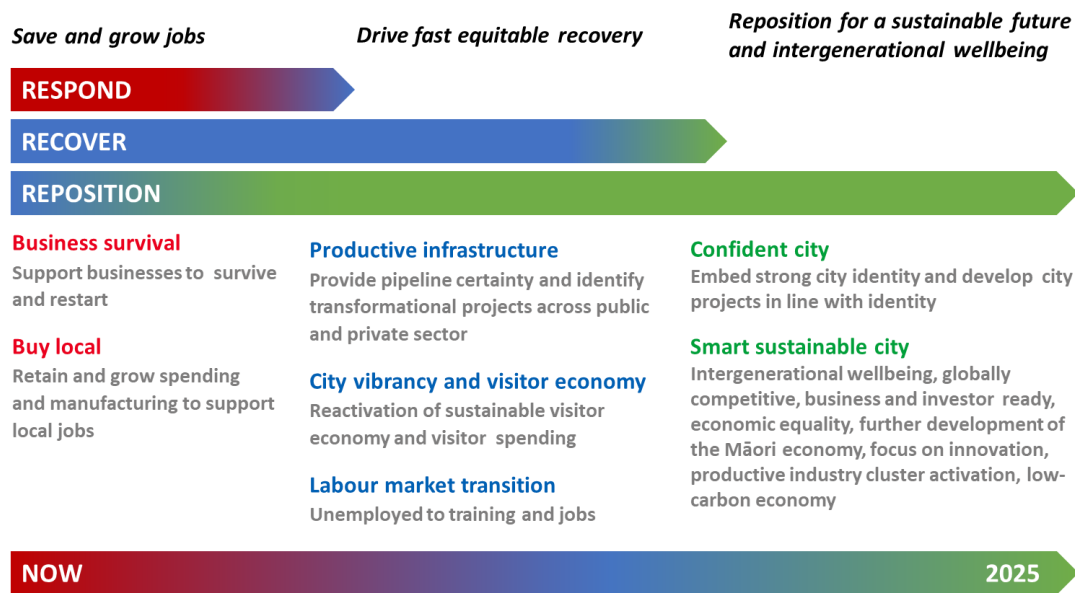 Save and grow jobs
Drive fast equitable recovery
Reposition for a sustainable future
and intergenerational wellbeing
RESPOND
RECOVER
REPOSITION
Business survival
Support businesses to survive
and restart
Buy local
Retain and grow spending
and manufacturing to support
local jobs
Productive infrastructure
Provide pipeline certainty and identify
transformational projects across public
and private sector
City vibrancy and visitor economy
Reactivation of sustainable visitor
economy and visitor spending
Labour market transition
Unemployed to training and jobs
Confident city
Embed strong city identity and develop city
projects in line with identity
Smart sustainable city
Intergenerational wellbeing, globally
competitive, business and investor ready,
economic equality, further development of
the Māori economy, focus on innovation,
productive industry cluster activation, low-
carbon economy
NOW
2025